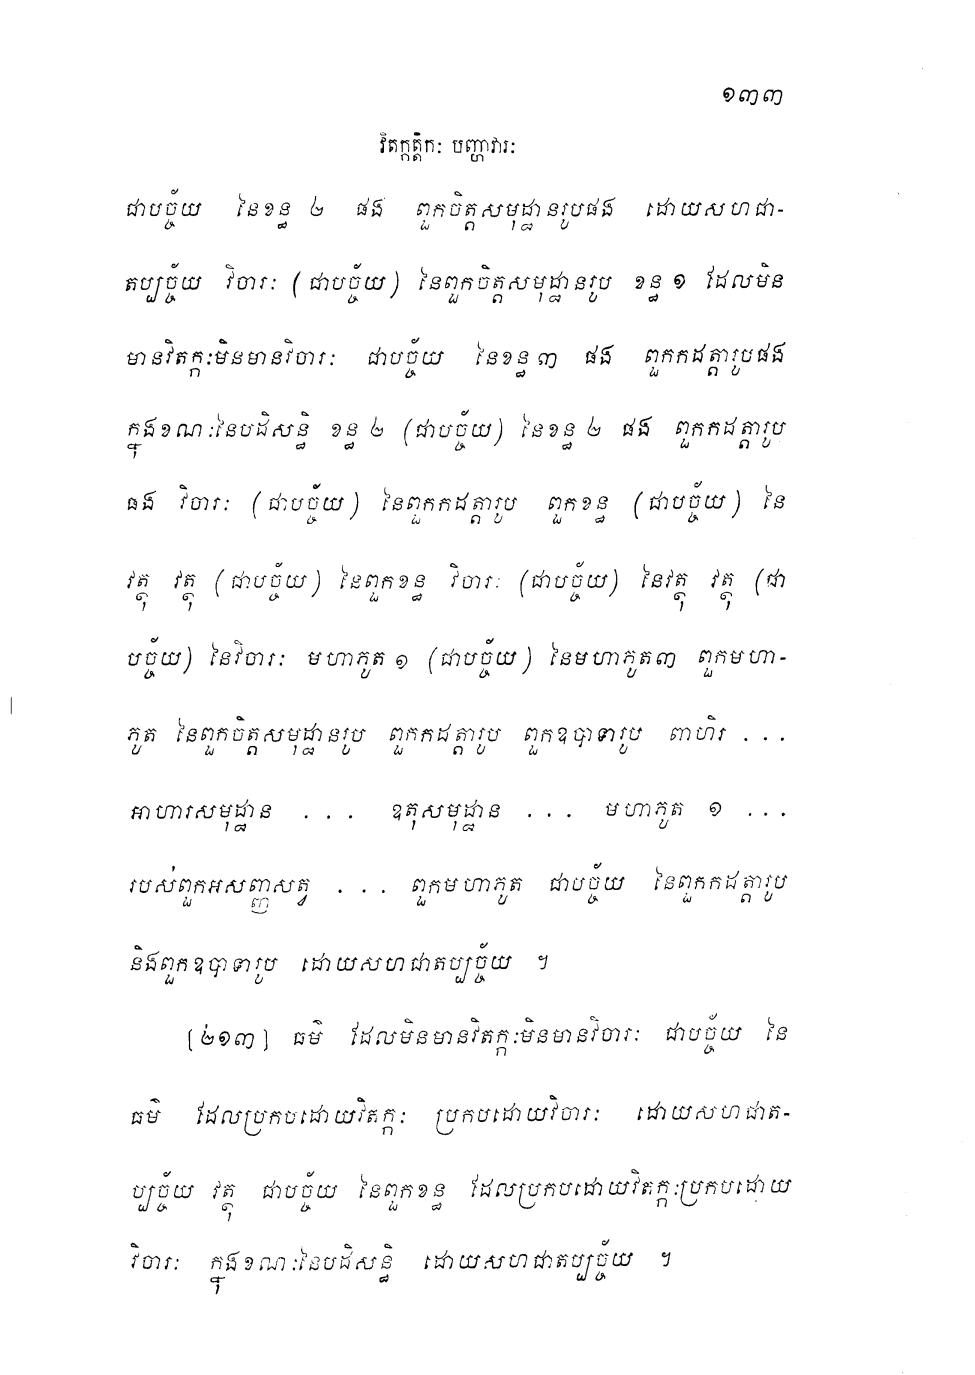 ១៣៣
វិតក្កត្តិកៈ បញ្ហាវារៈ
ជាបច្ច័យ នៃខន្ធ ២ ផង ពួកចិត្តសមុដ្ឋានរូបផង ដោយសហជា-
តប្បច្ច័យ វិចារៈ (ជាបច្ច័យ) នៃពួកចិត្តសមុដ្ឋានរូប ខន្ធ ១ ដែលមិន
មានវិតក្កៈមិនមានវិចារៈ ជាបច្ច័យ នៃខន្ធ ៣ ផង ពួកកដត្តារូបផង
ក្នុងខណៈនៃបដិសន្ធិ ខន្ធ ២ (ជាបច្ច័យ) នៃខន្ធ ២ ផង ពួកកដត្តារូប
ផង វិចារៈ (ជាបច្ច័យ) នៃពួកកដត្តារូប ពួកខន្ធ (ជាបច្ច័យ) នៃ
វត្ថុ វត្ថុ (ជាបច្ច័យ) នៃពួកខន្ធ វិចារៈ (ជាបច្ច័យ) នៃវត្ថុ វត្ថុ (ជា
បច្ច័យ) នៃវិចារៈ មហាភូត ១ (ជាបច្ច័យ) នៃមហាភូត៣ ពួកមហា-
ភូត នៃពួកចិត្តសមុដ្ឋានរូប ពួកកដត្តារូប ពួកឧបាទារូប ពាហិរ . . .
អាហារសមុដ្ឋាន . . . ឧតុសមុដ្ឋាន . . . មហាភូត ១ . . .
របស់ពួកអសញ្ញសត្វ . . . ពួកមហាភូត ជាបច្ច័យ នៃពួកកដត្តារូប
និងពួកឧបាទារូប ដោយសហជាតប្បច្ច័យ ។
[២១៣] ធម៌ ដែលមិនមានវិតក្កៈមិនមានវិចារៈ ជាបច្ច័យ នៃ
ធម៌ ដែលប្រកបដោយវិតក្កៈ ប្រកបដោយវិចារៈ ដោយសហជាត-
ប្បច្ច័យ វត្ថុ ជាបច្ច័យ នៃពួកខន្ធ ដែលប្រកបដោយវិតក្កៈប្រកបដោយ
វិចារៈ ក្នុងខណៈនៃបដិសន្ធិ ដោយសហជាតប្បច្ច័យ ។